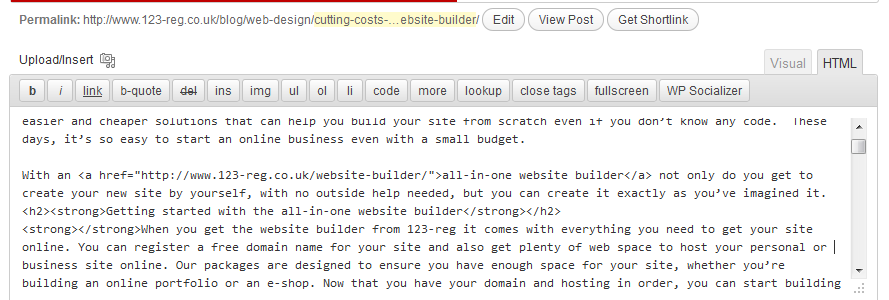 Permalink: http://www.123-reg.co.uk/blog/web-design/cutting-costs-…ebsite-builder/ Edit View Post Get Shortlink
Upload/Insert
Visual HTML
b i link b-quote del ins img ul ol li code more lookup close tags fullscreen WP Socializer
easier and cheaper solutions that can help you build your site from scratch even if you don’t know any code.  These
days, it’s so easy to start an online business even with a small budget.
With an <a href="http://www.123-reg.co.uk/website-builder/">all-in-one website builder</a> not only do you get to
create your new site by yourself, with no outside help needed, but you can create it exactly as you’ve imagined it.
<h2><strong>Getting started with the all-in-one website builder</strong></h2>
<strong></strong>When you get the website builder from 123-reg it comes with everything you need to get your site
online. You can register a free domain name for your site and also get plenty of web space to host your personal or
business site online. Our packages are designed to ensure you have enough space for your site, whether you’re
building an online portfolio or an e-shop. Now that you have your domain and hosting in order, you can start building